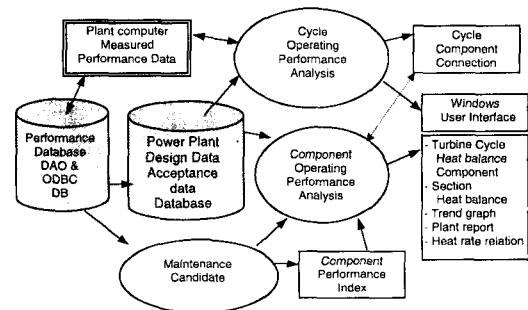 Plant computer
Measured
Performance Data
Cycle
Operating
Performance
Analysis
Cycle
Component
Connection
Windows
User Interface
Performance
Database
DAO &
ODBC
DB
Power Plant
Design Data
Acceptance
data
Database
Component
Operating
Performance
Analysis
- Turbine Cycle
Heat balance
Component
- Section
Heat balance
- Trend graph
- Plant report
- Heat rate relation
Maintenance
Candidate
Component
Performance
Index